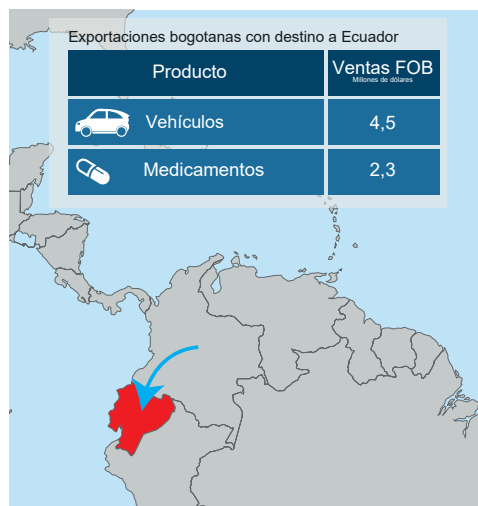 Exportaciones bogotanas con destino a Ecuador
Producto
Ventas FOB
Millones de dólares
Vehículos
4,5
Medicamentos
2,3